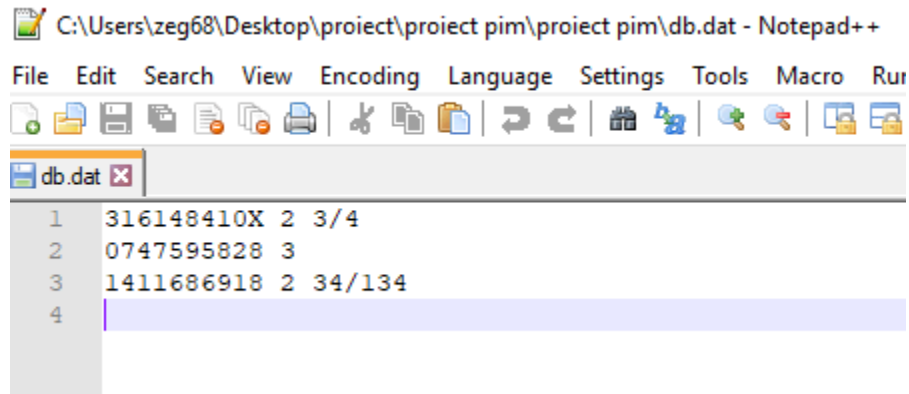 C:\Users\zeg68\Desktop\proiect\proiect pim\proiect pim\db.dat - Notepad++
File Edit Search View Encoding Language Settings Tools Macro Rur
db.dat
1 316148410X 2 3/4
2 0747595828 3
3 1411686918 2 34/134
4